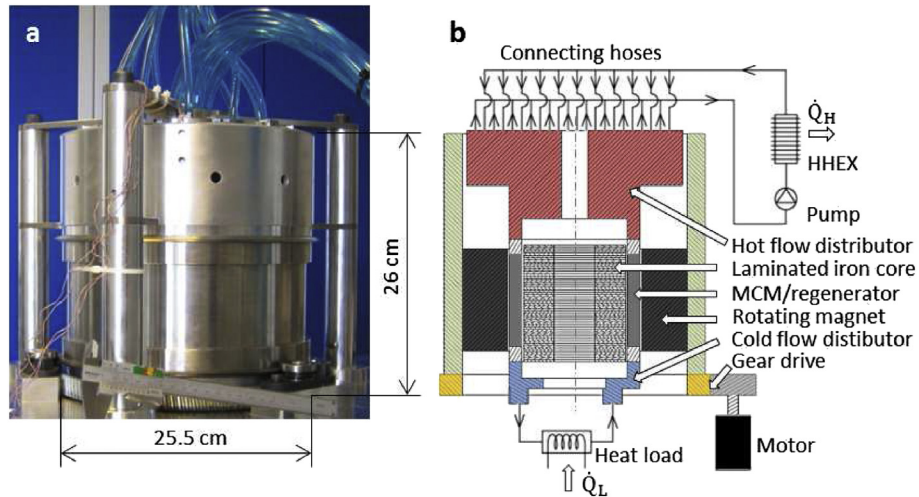 a
26 cm
25.5 cm
b
Connecting hoses
Q̇H
HHEX
Pump
Hot flow distributor
Laminated iron core
MCM/regenerator
Rotating magnet
Cold flow distibutor
Gear drive
Motor
Heat load
Q̇L